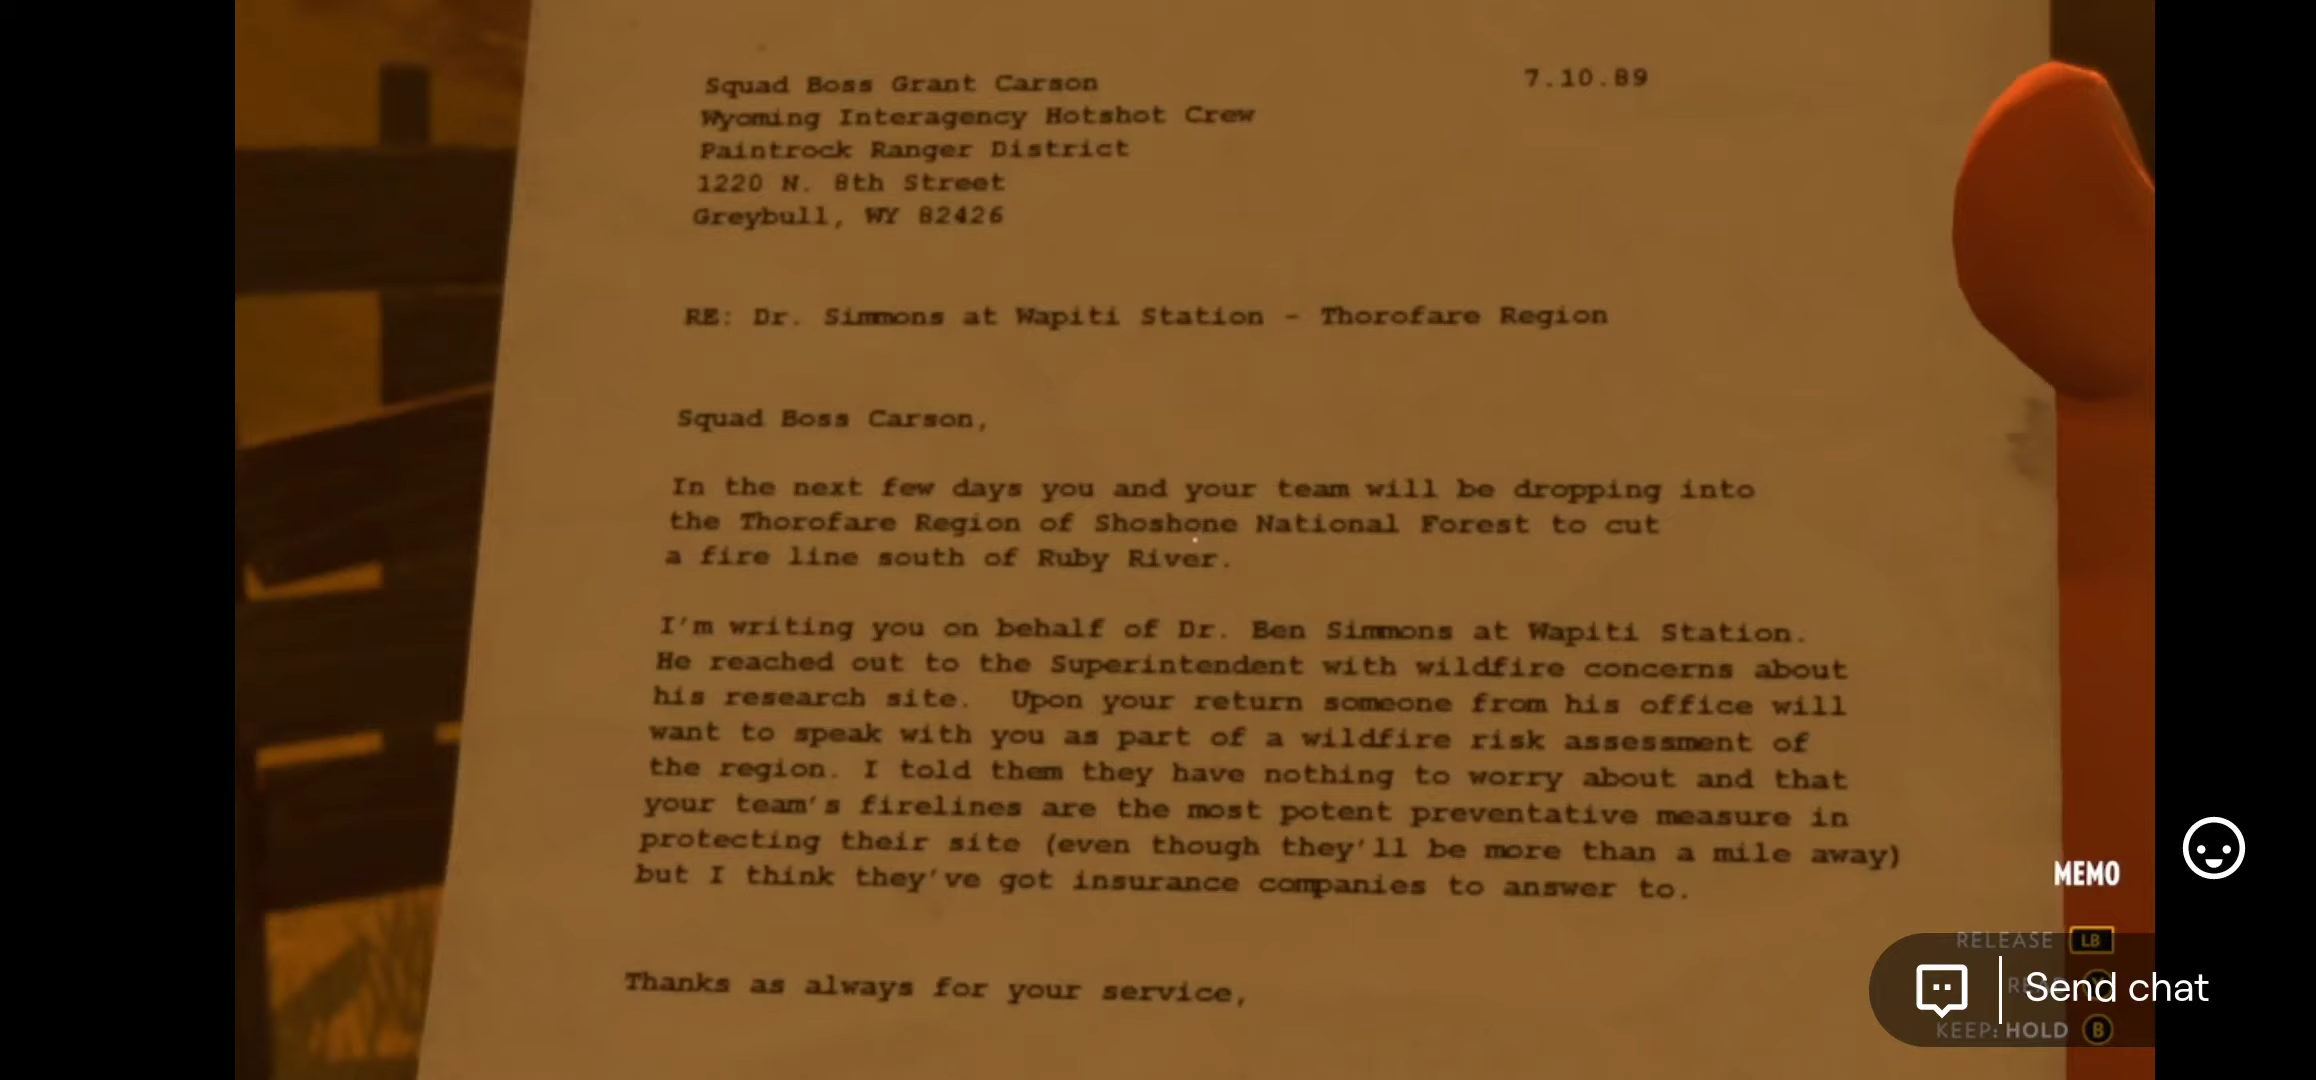 Squad Boss Grant Carson 7.10.89
Wyoming Interagency Hotshot Crew
Paintrock Ranger District
1220 N. 8th Street
Greybull, WY 82426
RE: Dr. Simmons at Wapiti Station - Thorofare Region
Squad Boss Carson,
In the next few days you and your team will be dropping into
the Thorofare Region of Shoshone National Forest to cut
a fire line south of Ruby River.
I'm writing you on behalf of Dr. Ben Simmons at Wapiti Station.
He reached out to the Superintendent with wildfire concerns about
his research site. Upon your return someone from his office will
want to speak with you as part of a wildfire risk assessment of
the region. I told them they have nothing to worry about and that
your team's firelines are the most potent preventative measure in
protecting their site (even though they'll be more than a mile away)
but I think they've got insurance companies to answer to.
Thanks as always for your service,
MEMO
RELEASE LB
Send chat
KEEP: HOLD B